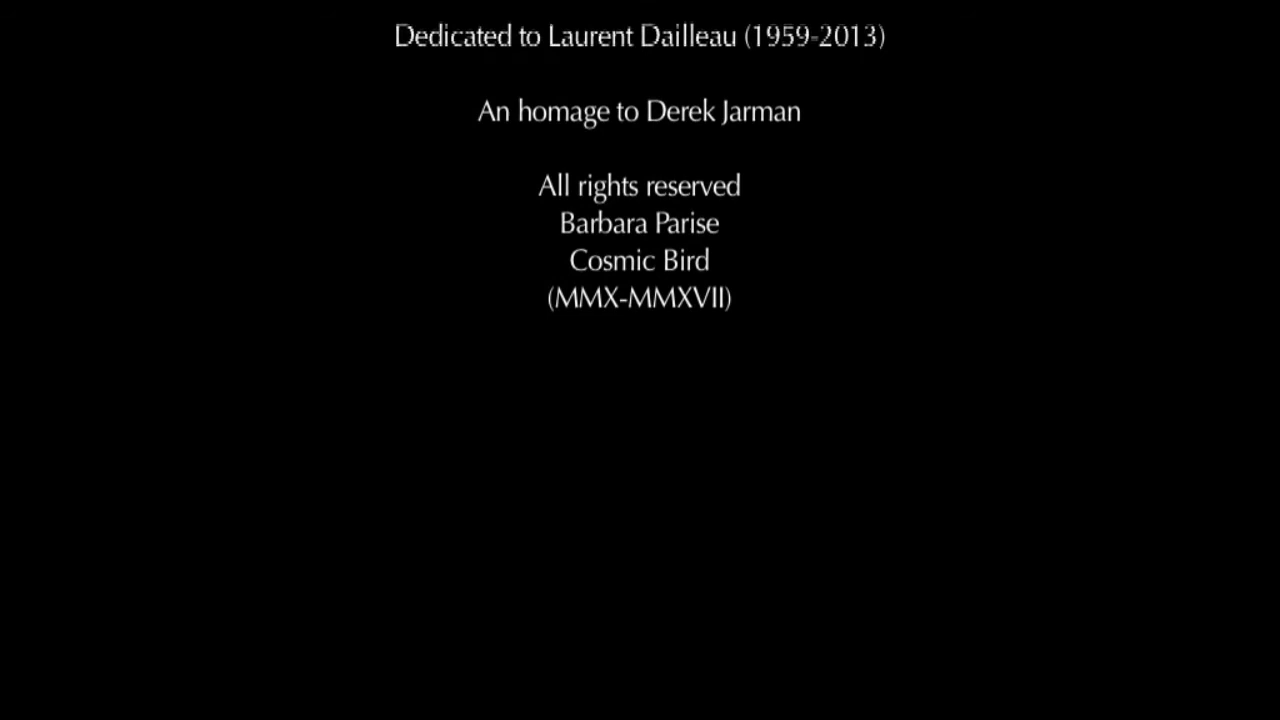 Dedicated to Laurent Dailleau (1959-2013)
An homage to Derek Jarman
All rights reserved
Barbara Parise
Cosmic Bird
(MMX-MMXVII)